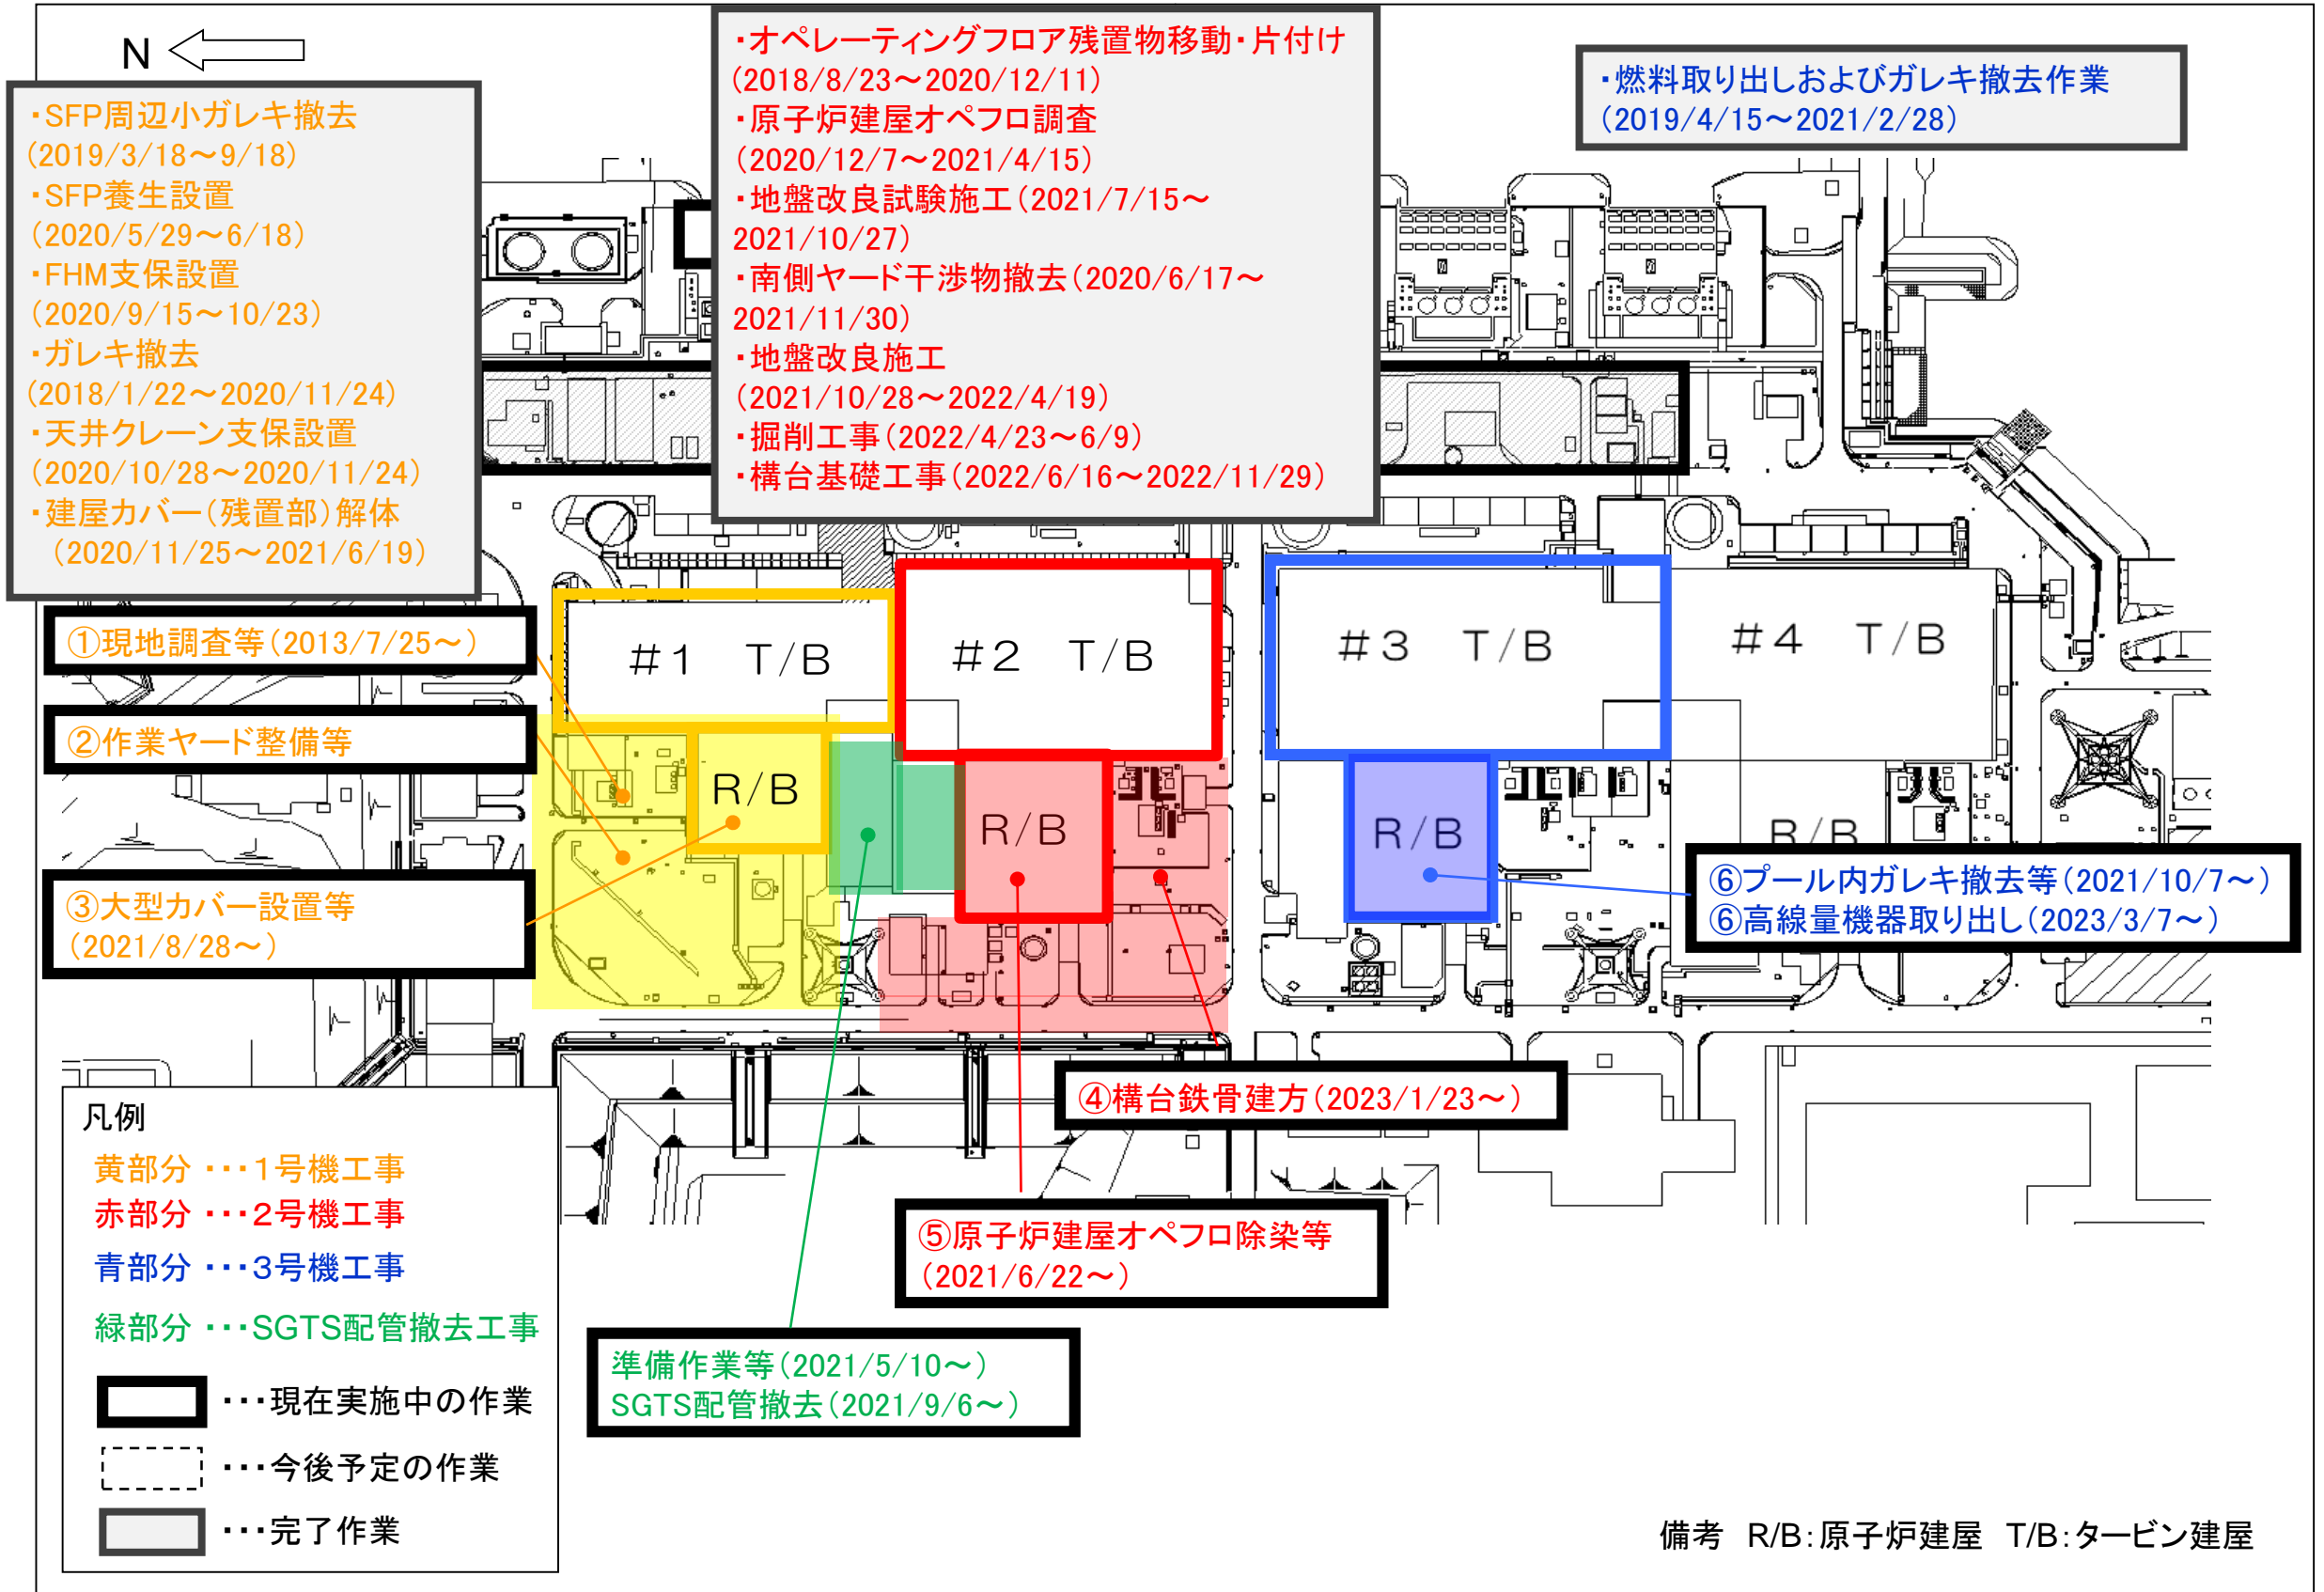 N
・SFP周辺小ガレキ撤去
(2019/3/18～9/18)
・SFP養生設置
(2020/5/29～6/18)
・FHM支保設置
(2020/9/15～10/23)
・ガレキ撤去
(2018/1/22～2020/11/24)
・天井クレーン支保設置
(2020/10/28～2020/11/24)
・建屋カバー(残置部)解体
(2020/11/25～2021/6/19)
・オペレーティングフロア残置物移動・片付け
(2018/8/23～2020/12/11)
・原子炉建屋オペフロ調査
(2020/12/7～2021/4/15)
・地盤改良試験施工(2021/7/15～
2021/10/27)
・南側ヤード干渉物撤去(2020/6/17～
2021/11/30)
・地盤改良施工
(2021/10/28～2022/4/19)
・掘削工事(2022/4/23～6/9)
・構台基礎工事(2022/6/16～2022/11/29)
・燃料取り出しおよびガレキ撤去作業
(2019/4/15～2021/2/28)
①現地調査等(2013/7/25～)
②作業ヤード整備等
③大型カバー設置等
(2021/8/28～)
#1 T/B
#2 T/B
#3 T/B
#4 T/B
R/B
R/B
R/B
R/B
⑥プール内ガレキ撤去等(2021/10/7～)
⑥高線量機器取り出し(2023/3/7～)
④構台鉄骨建方(2023/1/23～)
⑤原子炉建屋オペフロ除染等
(2021/6/22～)
準備作業等(2021/5/10～)
SGTS配管撤去(2021/9/6～)
凡例
黄部分 ・・・1号機工事
赤部分 ・・・2号機工事
青部分 ・・・3号機工事
緑部分 ・・・SGTS配管撤去工事
・・・現在実施中の作業
・・・今後予定の作業
・・・完了作業
備考 R/B:原子炉建屋 T/B:タービン建屋